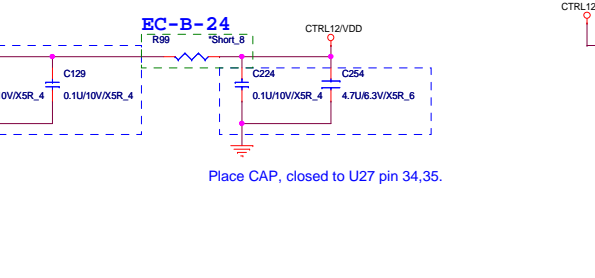 EC-B-24
CTRL12/VDD
CTRL12
R99
*Short_8
C129
C224
C254
0V/X5R_4
0.1U/10V/X5R_4
0.1U/10V/X5R_4
4.7U/6.3V/X5R_6
Place CAP, closed to U27 pin 34,35.